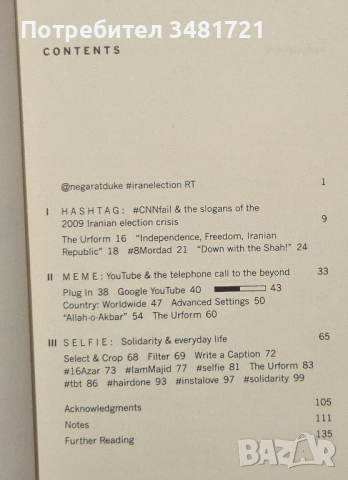 Потребител 3481721
CONTENTS
@negaratduke #iranelection RT 1
I HASHTAG: #CNNfail & the slogans of the
2009 Iranian election crisis 9
The Urform 16 "Independence, Freedom, Iranian
Republic" 18 #8Mordad 21 "Down with the Shah!" 24
II MEME: YouTube & the telephone call to the beyond 33
Plug In 38 Google YouTube 40 43
Country: Worldwide 47 Advanced Settings 50
"Allah-o-Akbar" 54 The Urform 60
III SELFIE: Solidarity & everyday life 65
Select & Crop 68 Filter 69 Write a Caption 72
#16Azar 73 #IamMajid 77 #selfie 81 The Urform 83
#tbt 86 #hairdone 93 #instalove 97 #solidarity 99
Acknowledgments 105
Notes 111
Further Reading 135
BAZAR